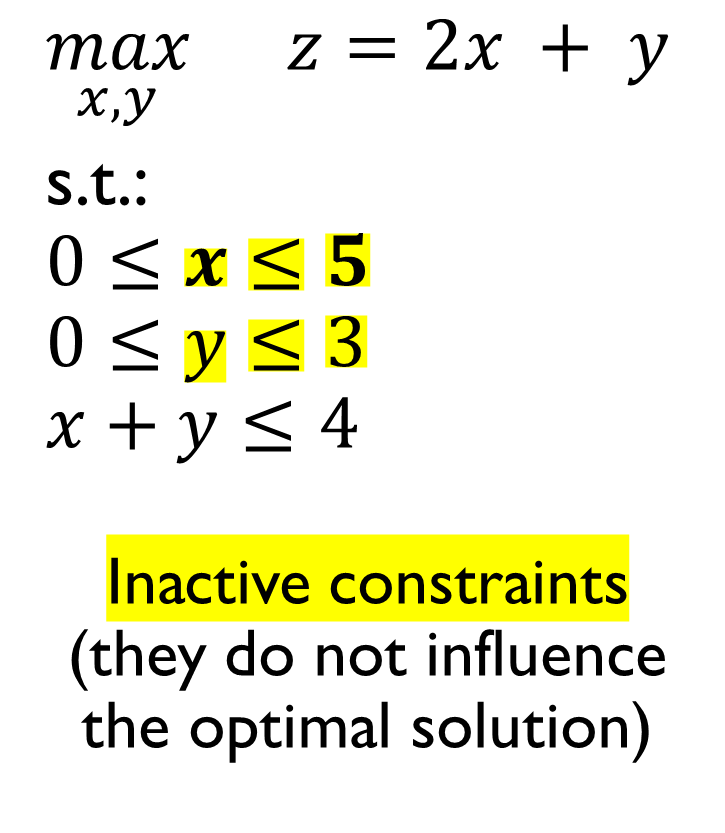 max z = 2x + y
x,y
s.t.:
0 ≤ x ≤ 5
0 ≤ y ≤ 3
x + y ≤ 4
Inactive constraints
(they do not influence
the optimal solution)